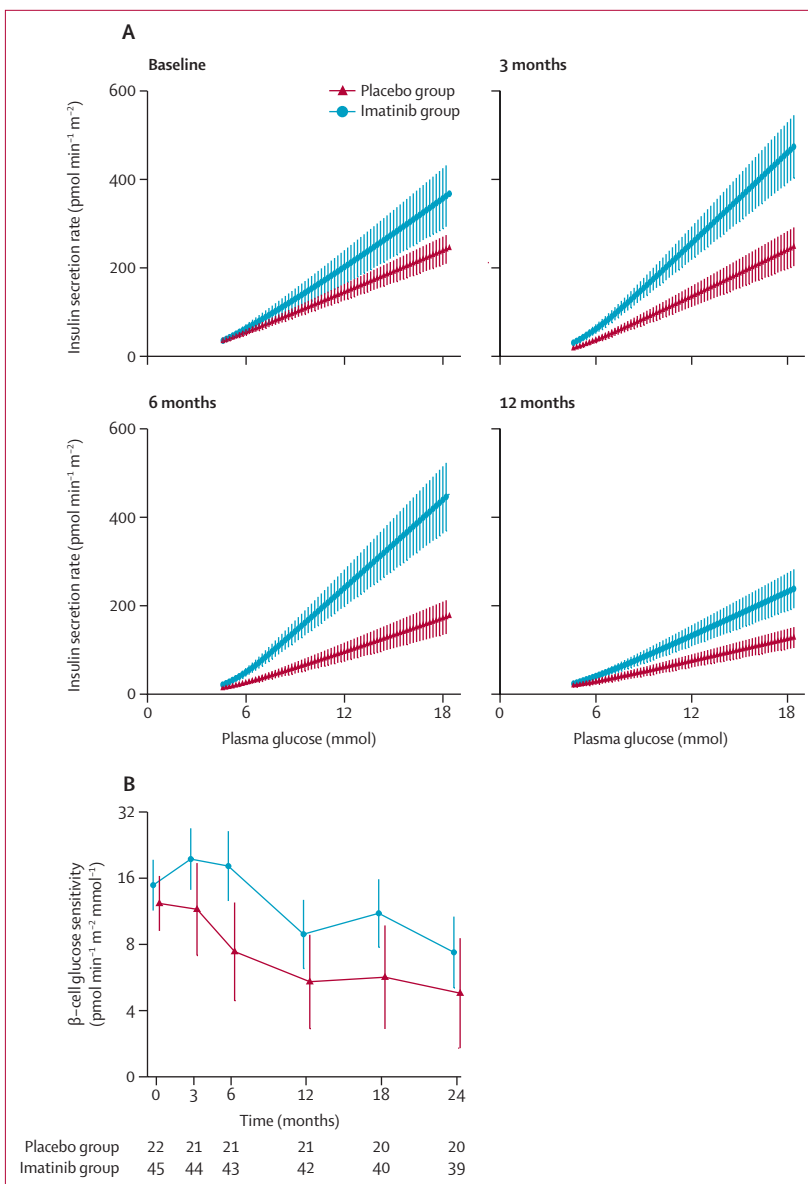 A
Baseline
3 months
Placebo group
Imatinib group
Insulin secretion rate (pmol min⁻¹ m⁻²)
600
400
200
0
6 months
12 months
Insulin secretion rate (pmol min⁻¹ m⁻²)
600
400
200
0
0 6 12 18
0 6 12 18
Plasma glucose (mmol)
Plasma glucose (mmol)
B
β–cell glucose sensitivity
(pmol min⁻¹ m⁻² mmol⁻¹)
32
16
8
4
0
0 3 6 12 18 24
Time (months)
Placebo group 22 21 21 21 20 20
Imatinib group 45 44 43 42 40 39